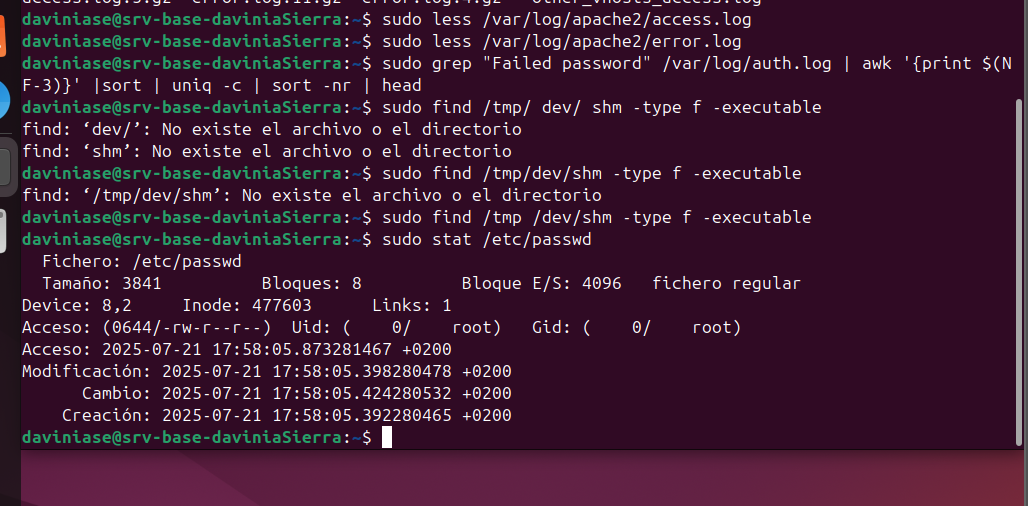 daviniase@srv-base-daviniaSierra:~$ sudo less /var/log/apache2/access.log
daviniase@srv-base-daviniaSierra:~$ sudo less /var/log/apache2/error.log
daviniase@srv-base-daviniaSierra:~$ sudo grep "Failed password" /var/log/auth.log | awk '{print $(N
F-3)}' |sort | uniq -c | sort -nr | head
daviniase@srv-base-daviniaSierra:~$ sudo find /tmp/ dev/ shm -type f -executable
find: ‘dev/’: No existe el archivo o el directorio
find: ‘shm’: No existe el archivo o el directorio
daviniase@srv-base-daviniaSierra:~$ sudo find /tmp/dev/shm -type f -executable
find: ‘/tmp/dev/shm’: No existe el archivo o el directorio
daviniase@srv-base-daviniaSierra:~$ sudo find /tmp /dev/shm -type f -executable
daviniase@srv-base-daviniaSierra:~$ sudo stat /etc/passwd
  Fichero: /etc/passwd
  Tamaño: 3841          Bloques: 8          Bloque E/S: 4096   fichero regular
Device: 8,2     Inode: 477603      Links: 1
Acceso: (0644/-rw-r--r--)  Uid: (    0/    root)   Gid: (    0/    root)
Acceso: 2025-07-21 17:58:05.873281467 +0200
Modificación: 2025-07-21 17:58:05.398280478 +0200
      Cambio: 2025-07-21 17:58:05.424280532 +0200
    Creación: 2025-07-21 17:58:05.392280465 +0200
daviniase@srv-base-daviniaSierra:~$